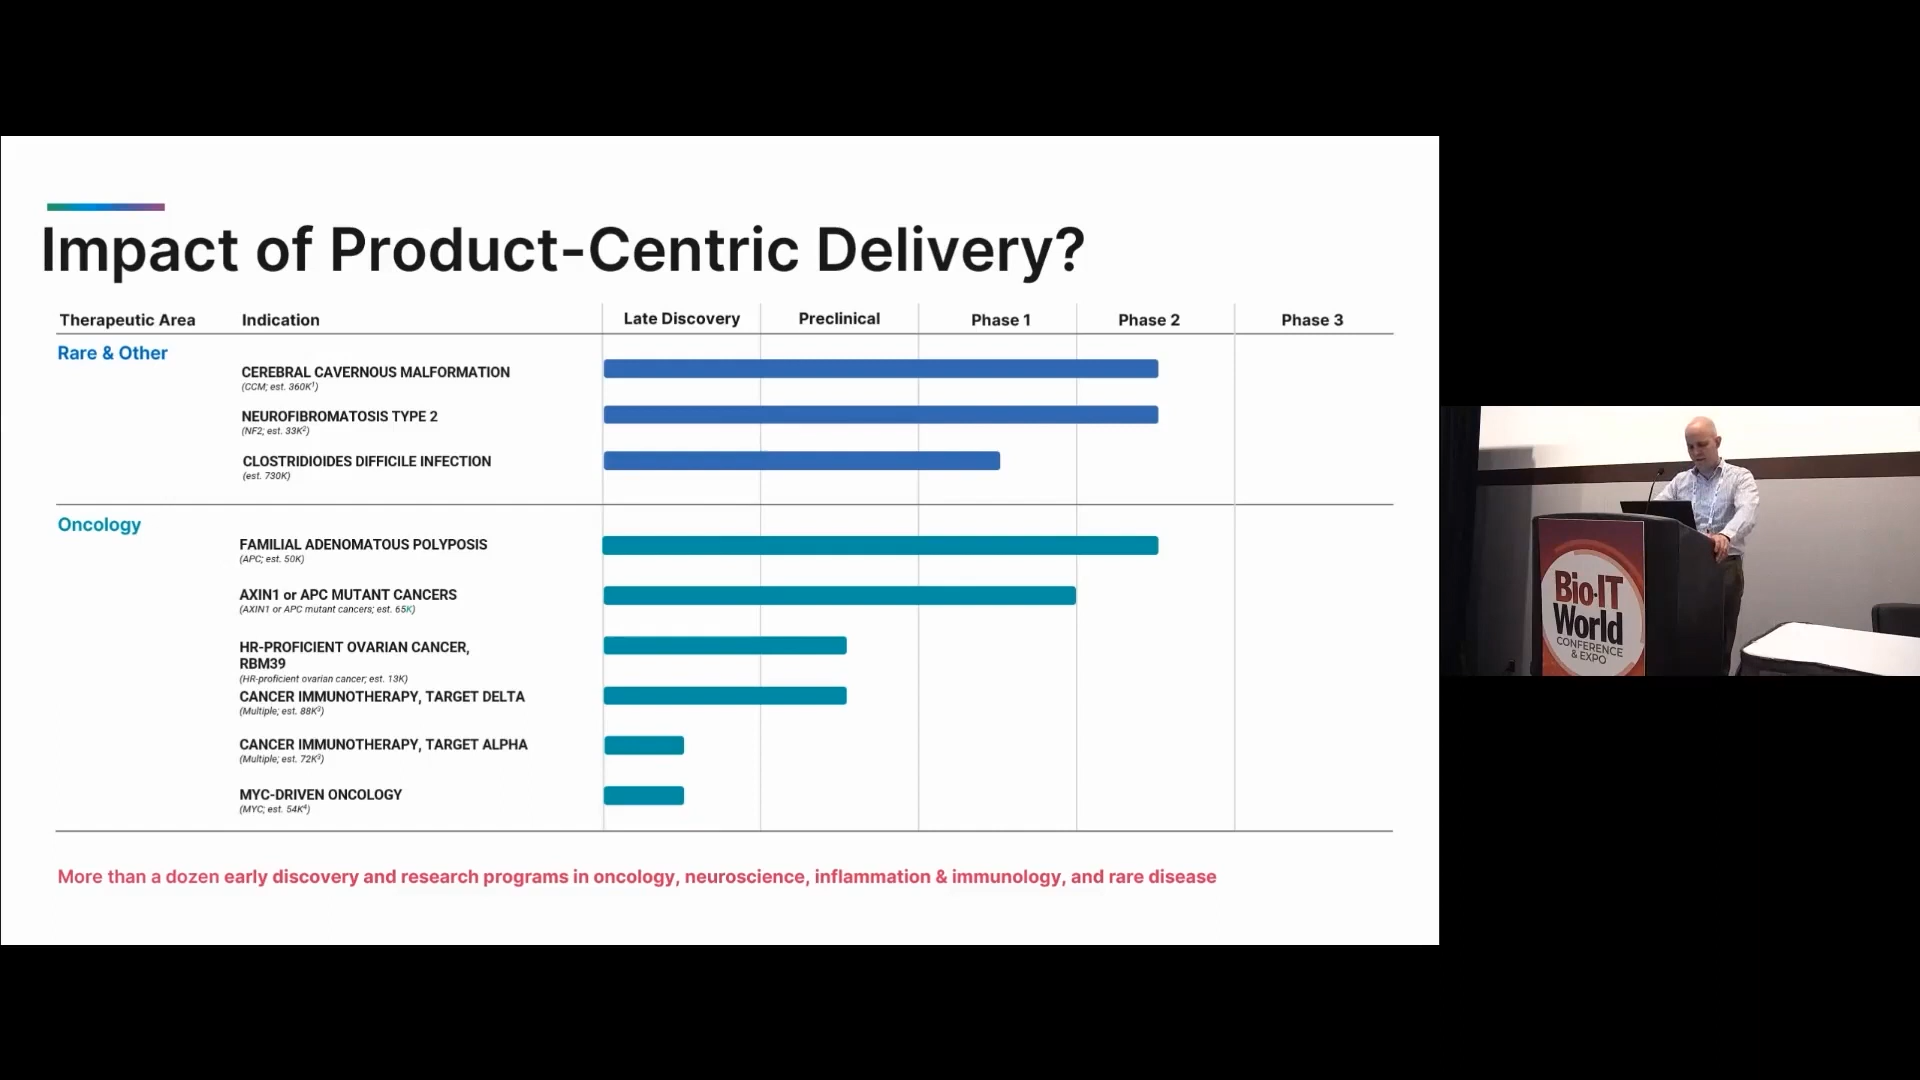 Impact of Product-Centric Delivery?
Therapeutic Area Indication Late Discovery Preclinical Phase 1 Phase 2 Phase 3
Rare & Other
CEREBRAL CAVERNOUS MALFORMATION
(CCM; est. 360K¹)
NEUROFIBROMATOSIS TYPE 2
(NF2; est. 33K²)
CLOSTRIDIOIDES DIFFICILE INFECTION
(est. 730K)
Oncology
FAMILIAL ADENOMATOUS POLYPOSIS
(APC; est. 50K)
AXIN1 or APC MUTANT CANCERS
(AXIN1 or APC mutant cancers; est. 65K)
HR-PROFICIENT OVARIAN CANCER,
RBM39
(HR-proficient ovarian cancer; est. 13K)
CANCER IMMUNOTHERAPY, TARGET DELTA
(Multiple; est. 88K³)
CANCER IMMUNOTHERAPY, TARGET ALPHA
(Multiple; est. 72K³)
MYC-DRIVEN ONCOLOGY
(MYC; est. 54K⁴)
More than a dozen early discovery and research programs in oncology, neuroscience, inflammation & immunology, and rare disease
Bio-IT
World
CONFERENCE
& EXPO